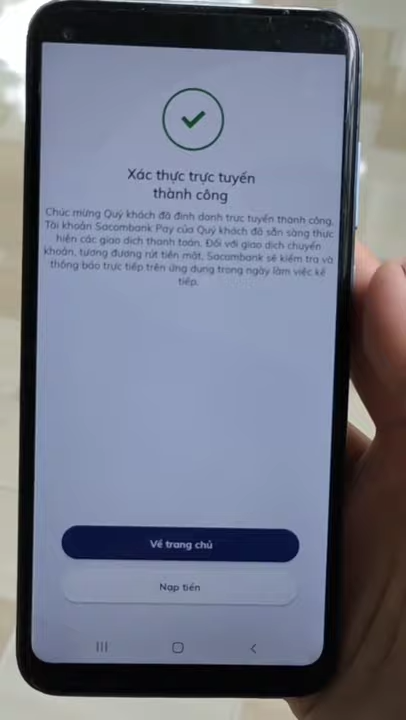 Xác thực trực tuyến
thành công
Chúc mừng Quý khách đã định danh trực tuyến thành công.
Tài khoản Sacombank Pay của Quý khách đã sẵn sàng thực
hiện các giao dịch thanh toán. Đối với giao dịch chuyển
khoản, tương đương rút tiền mặt, Sacombank sẽ kiểm tra và
thông báo trực tiếp trên ứng dụng trong ngày làm việc kế
tiếp.
Về trang chủ
Nạp tiền